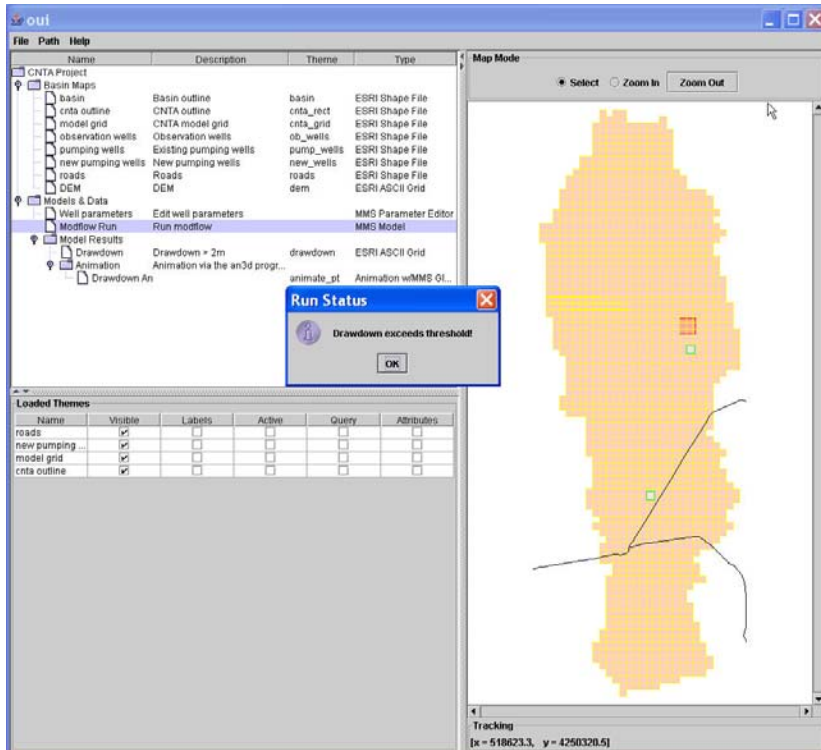 oui
File Path Help
Name Description Theme Type
CNTA Project
Basin Maps
basin Basin outline basin ESRI Shape File
cnta outline CNTA outline cnta_rect ESRI Shape File
model grid CNTA model grid cnta_grid ESRI Shape File
observation wells Observation wells ob_wells ESRI Shape File
pumping wells Existing pumping wells pump_wells ESRI Shape File
new pumping wells New pumping wells new_wells ESRI Shape File
roads Roads roads ESRI Shape File
DEM DEM dem ESRI ASCII Grid
Models & Data
Well parameters Edit well parameters MMS Parameter Editor
Modflow Run Run modflow MMS Model
Model Results
Drawdown Drawdown > 2m drawdown ESRI ASCII Grid
Animation Animation via the an3d progr...
Drawdown An animate_pt Animation w/MMS GI...
Run Status
Drawdown exceeds threshold!
OK
Loaded Themes
Name Visible Labels Active Query Attributes
roads
new pumping ...
model grid
cnta outline
Map Mode
Select Zoom In Zoom Out
Tracking
[x = 518623.3, y = 4250320.5]